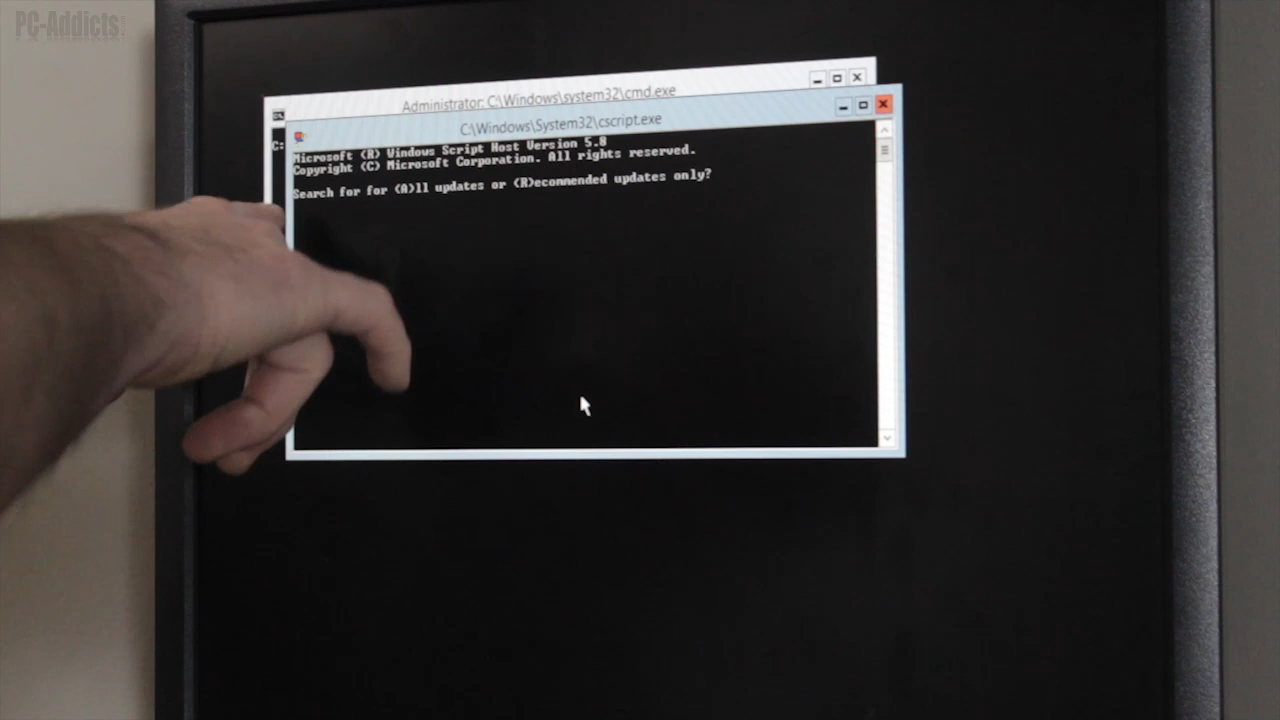 PC-Addicts.com
Administrator: C:\Windows\system32\cmd.exe
C:\Windows\System32\cscript.exe
C:
Microsoft (R) Windows Script Host Version 5.8
Copyright (C) Microsoft Corporation. All rights reserved.
Search for for (A)ll updates or (R)ecommended updates only?